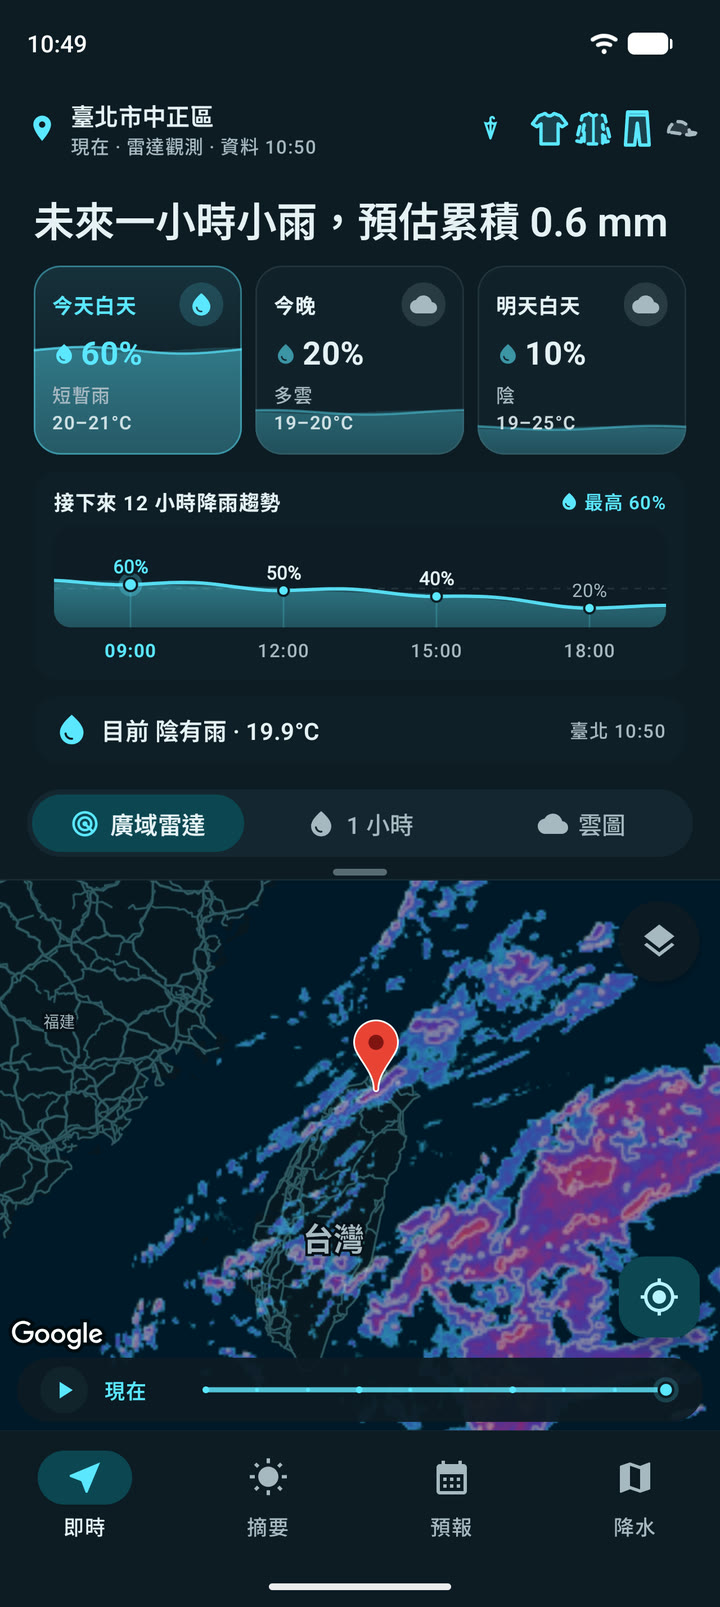 10:49
臺北市中正區
現在 · 雷達觀測 · 資料 10:50
未來一小時小雨，預估累積 0.6 mm
今天白天
60%
短暫雨
20–21°C
今晚
20%
多雲
19–20°C
明天白天
10%
陰
19–25°C
接下來 12 小時降雨趨勢
最高 60%
60%
50%
40%
20%
09:00
12:00
15:00
18:00
目前 陰有雨 · 19.9°C
臺北 10:50
廣域雷達
1 小時
雲圖
福建
台灣
Google
現在
即時
摘要
預報
降水